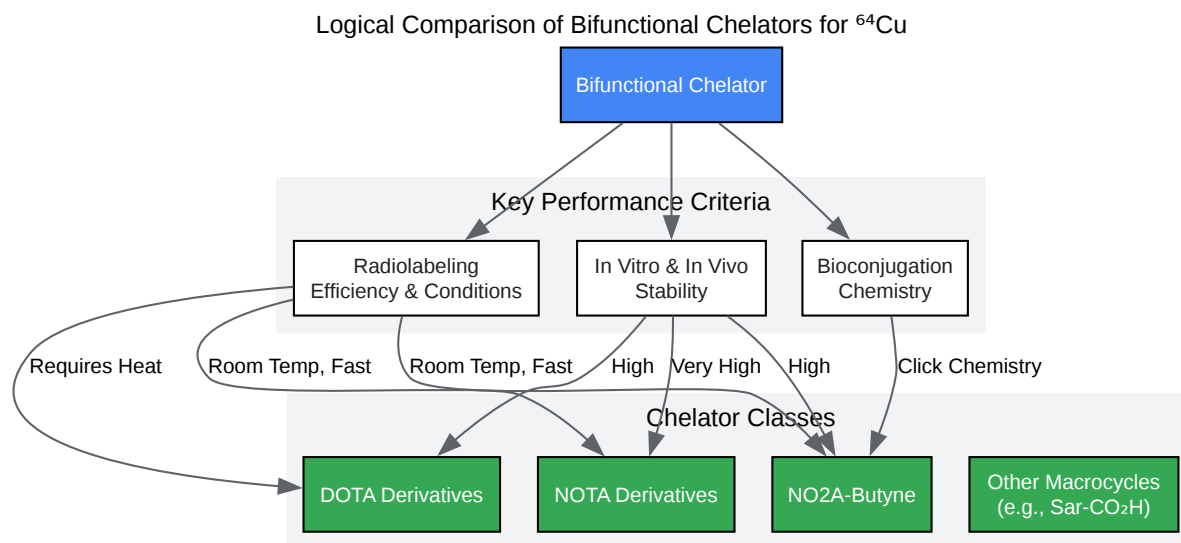 Logical Comparison of Bifunctional Chelators for ⁶⁴Cu
Bifunctional Chelator
Key Performance Criteria
Radiolabeling
Efficiency & Conditions
In Vitro & In Vivo
Stability
Bioconjugation
Chemistry
Requires Heat
Room Temp, Fast
Room Temp, Fast
High
Very High
High
Click Chemistry
Chelator Classes
DOTA Derivatives
NOTA Derivatives
NO2A-Butyne
Other Macrocycles
(e.g., Sar-CO₂H)